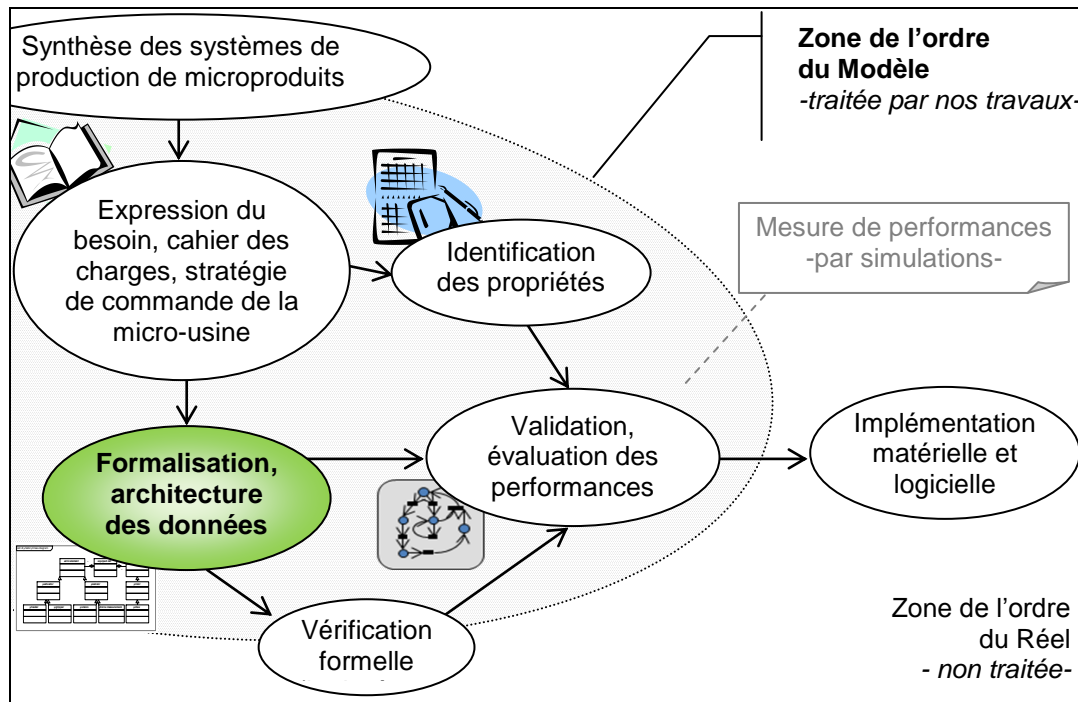 Synthèse des systèmes de
production de microproduits
Zone de l’ordre
du Modèle
-traitée par nos travaux-
Expression du
besoin, cahier des
charges, stratégie
de commande de la
micro-usine
Identification
des propriétés
Mesure de performances
-par simulations-
Formalisation,
architecture
des données
Validation,
évaluation des
performances
Implémentation
matérielle et
logicielle
Vérification
formelle
Zone de l’ordre
du Réel
- non traitée-